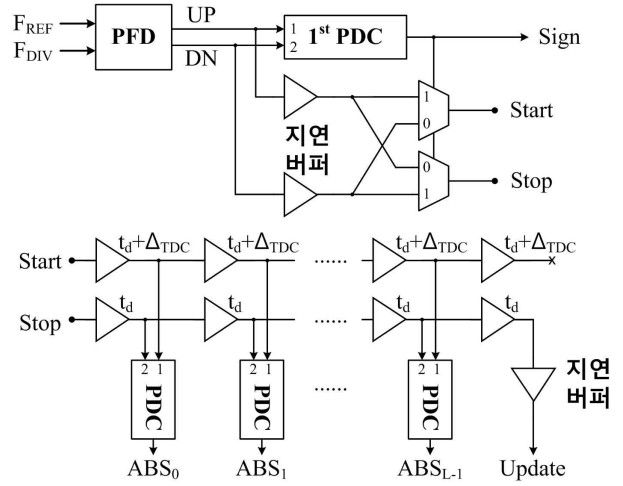 F_REF
F_DIV
PFD
UP
DN
1
2
1st PDC
Sign
지연
버퍼
1
0
Start
0
1
Stop
t_d+Δ_TDC
t_d+Δ_TDC
t_d+Δ_TDC
t_d+Δ_TDC
Start
......
x
t_d
t_d
t_d
t_d
Stop
......
2 1
PDC
2 1
PDC
......
2 1
PDC
지연
버퍼
ABS_0
ABS_1
ABS_L-1
Update